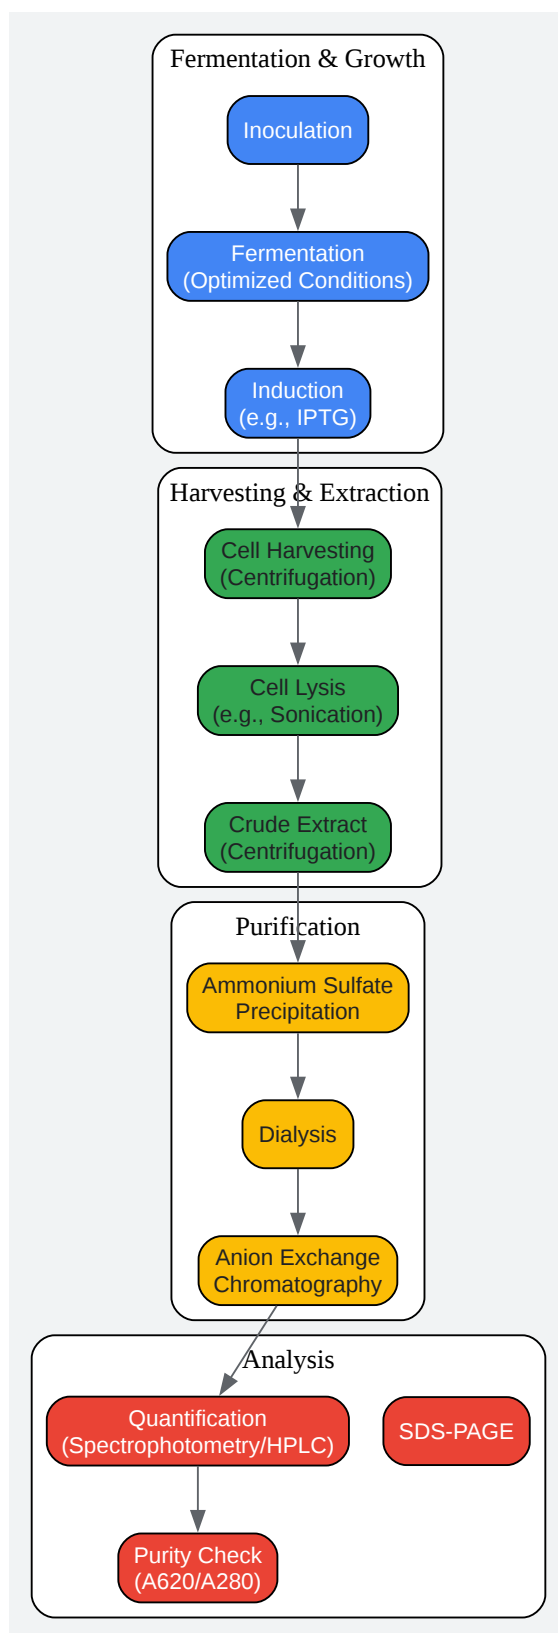 Fermentation & Growth
Inoculation
Fermentation
(Optimized Conditions)
Induction
(e.g., IPTG)
Harvesting & Extraction
Cell Harvesting
(Centrifugation)
Cell Lysis
(e.g., Sonication)
Crude Extract
(Centrifugation)
Purification
Ammonium Sulfate
Precipitation
Dialysis
Anion Exchange
Chromatography
Analysis
Quantification
(Spectrophotometry/HPLC)
SDS-PAGE
Purity Check
(A620/A280)